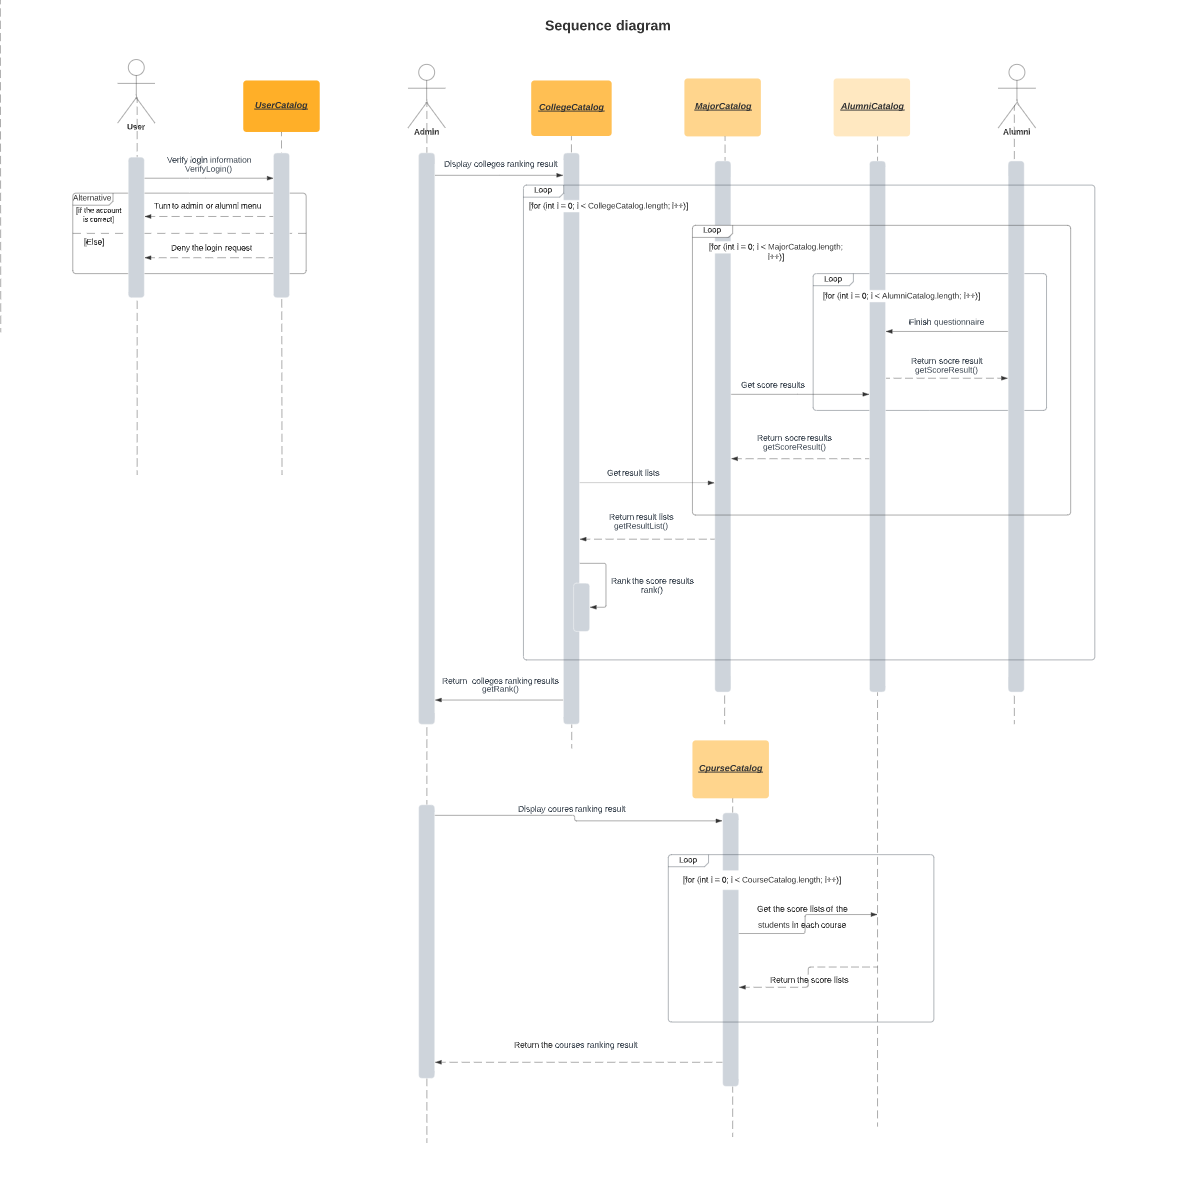 Sequence diagram
User
UserCatalog
Admin
CollegeCatalog
MajorCatalog
AlumniCatalog
Alumni
Verify login information
VerifyLogin()
Alternative
[If the account
is correct]
Turn to admin or alumni menu
[Else]
Deny the login request
Display colleges ranking result
Loop
[for (int i = 0; i < CollegeCatalog.length; i++)]
Loop
[for (int i = 0; i < MajorCatalog.length;
i++)]
Loop
[for (int i = 0; i < AlumniCatalog.length; i++)]
Finish questionnaire
Return socre result
getScoreResult()
Get score results
Return socre results
getScoreResult()
Get result lists
Return result lists
getResultList()
Rank the score results
rank()
Return colleges ranking results
getRank()
CpurseCatalog
Display coures ranking result
Loop
[for (int i = 0; i < CourseCatalog.length; i++)]
Get the score lists of the
students in each course
Return the score lists
Return the courses ranking result